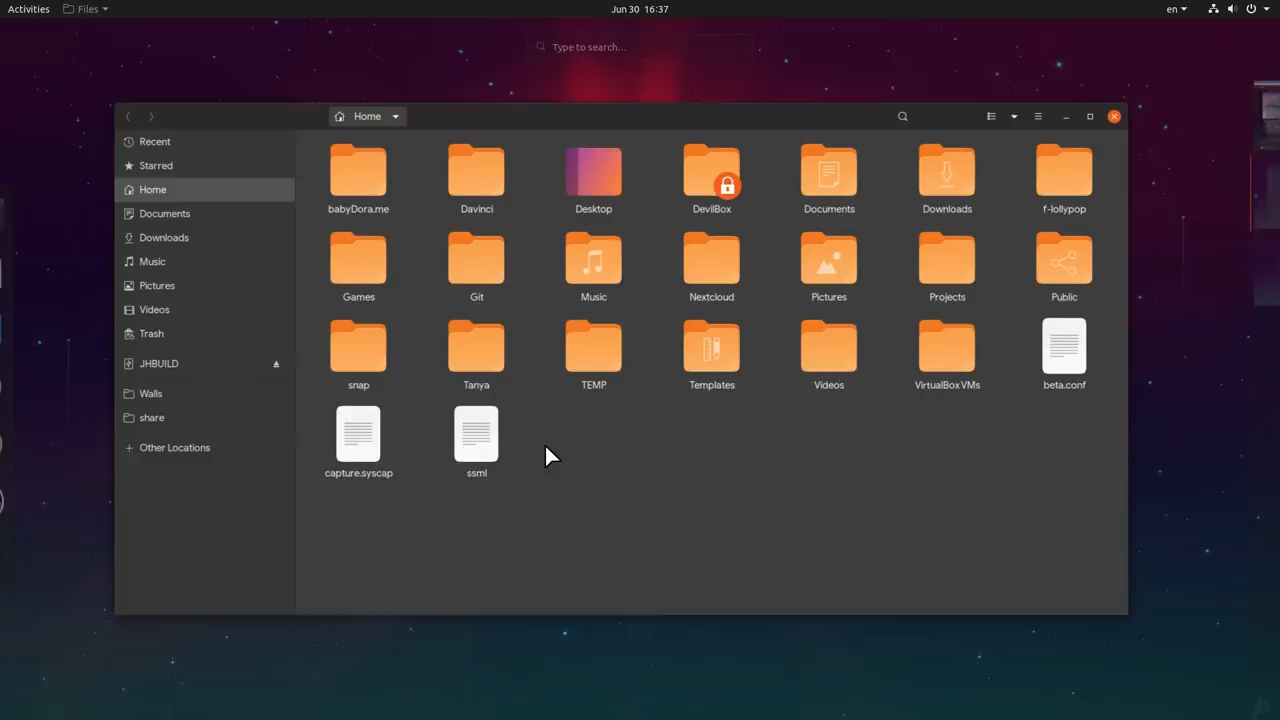 Activities Files Jun 30 16:37 en
Type to search...
Home
Recent
Starred
Home
Documents
Downloads
Music
Pictures
Videos
Trash
JHBUILD
Walls
share
Other Locations
babyDora.me Davinci Desktop DevilBox Documents Downloads f-lollypop
Games Git Music Nextcloud Pictures Projects Public
snap Tanya TEMP Templates Videos VirtualBox VMs beta.conf
capture.syscap ssml